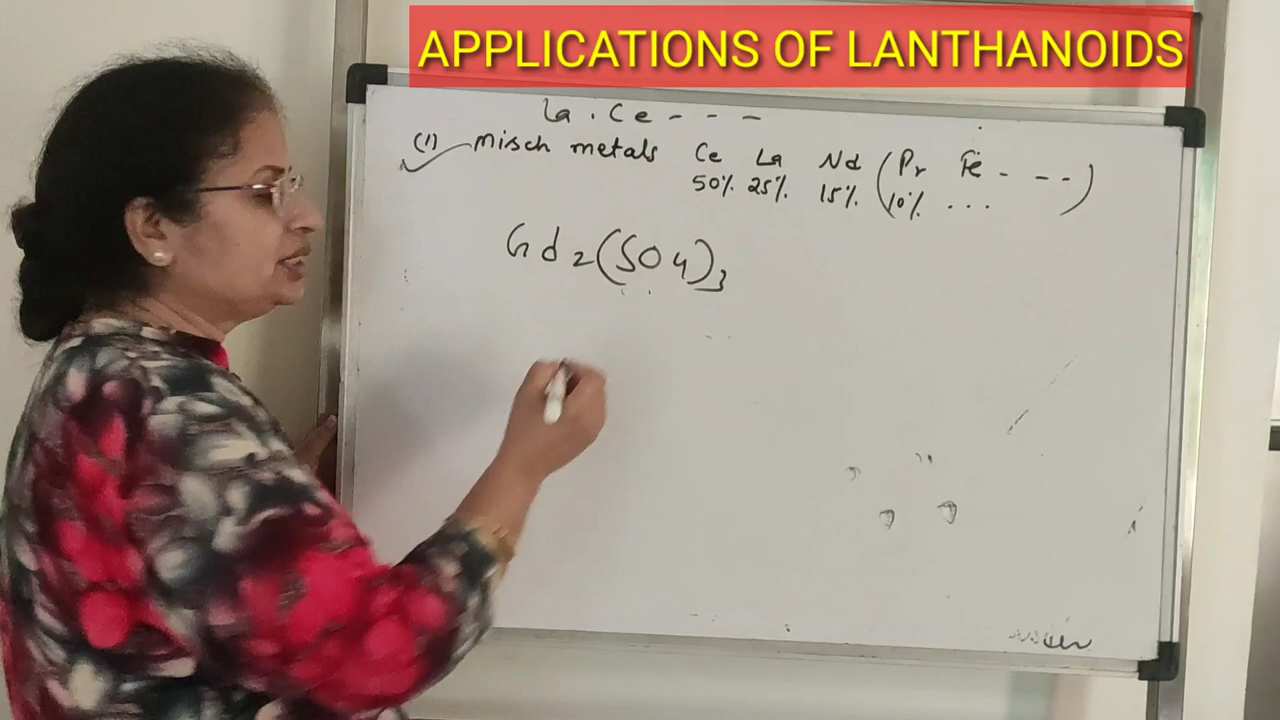 APPLICATIONS OF LANTHANOIDS
La . Ce - - -
(1) Misch metals Ce La Nd (Pr Fe - - -)
50% 25% 15% 10% ...
Gd2(SO4)3